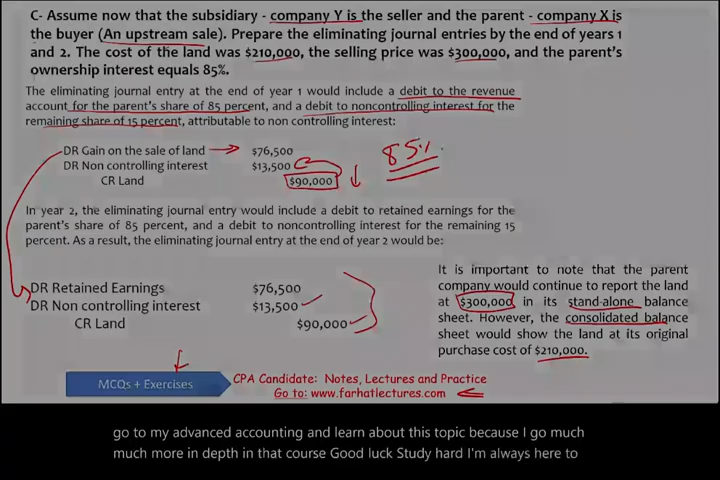 C- Assume now that the subsidiary - company Y is the seller and the parent - company X is
the buyer (An upstream sale). Prepare the eliminating journal entries by the end of years 1
and 2. The cost of the land was $210,000, the selling price was $300,000, and the parent's
ownership interest equals 85%.
The eliminating journal entry at the end of year 1 would include a debit to the revenue
account for the parent's share of 85 percent, and a debit to noncontrolling interest for the
remaining share of 15 percent, attributable to non controlling interest:
DR Gain on the sale of land $76,500
DR Non controlling interest $13,500
CR Land $90,000
85%
In year 2, the eliminating journal entry would include a debit to retained earnings for the
parent's share of 85 percent, and a debit to noncontrolling interest for the remaining 15
percent. As a result, the eliminating journal entry at the end of year 2 would be:
DR Retained Earnings $76,500
DR Non controlling interest $13,500
CR Land $90,000
It is important to note that the parent
company would continue to report the land
at $300,000 in its stand-alone balance
sheet. However, the consolidated balance
sheet would show the land at its original
purchase cost of $210,000.
MCQs + Exercises
CPA Candidate: Notes, Lectures and Practice
Go to: www.farhatlectures.com
go to my advanced accounting and learn about this topic because I go much
much more in depth in that course Good luck Study hard I'm always here to